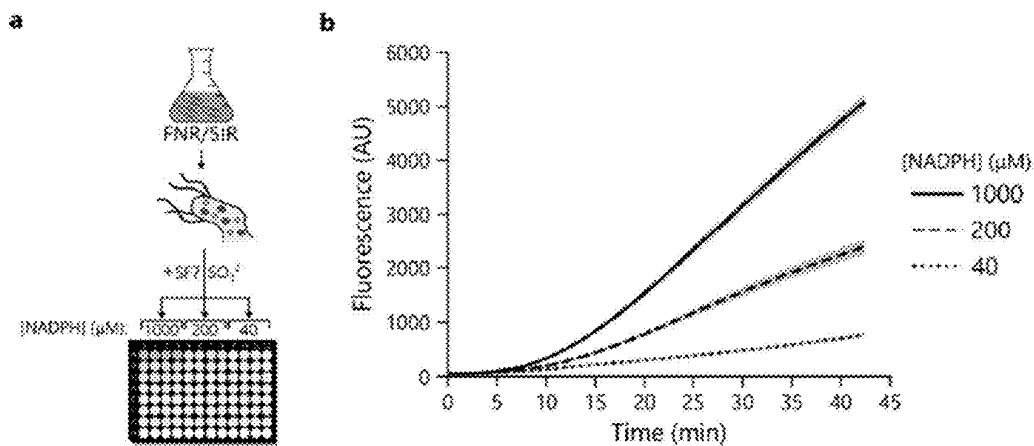 a
FNR/SiR
+SF7 SO₃²⁻
[NADPH] (μM): 1000 200 40
b
6000
5000
4000
3000
2000
1000
0
Fluorescence (AU)
0 5 10 15 20 25 30 35 40 45
Time (min)
[NADPH] (μM)
1000
200
40